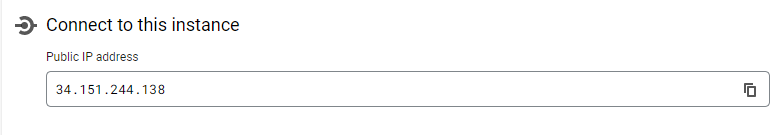 Connect to this instance
Public IP address
34.151.244.138